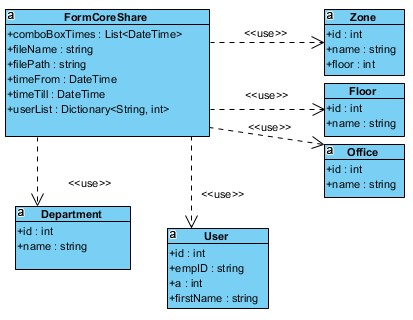 a
FormCoreShare
+comboBoxTimes : List<DateTime>
+fileName : string
+filePath : string
+timeFrom : DateTime
+timeTill : DateTime
+userList : Dictionary<String, int>
<<use>>
a
Zone
+id : int
+name : string
+floor : int
<<use>>
a
Floor
+id : int
+name : string
<<use>>
a
Office
+id : int
+name : string
<<use>>
a
Department
+id : int
+name : string
<<use>>
a
User
+id : int
+empID : string
+a : int
+firstName : string